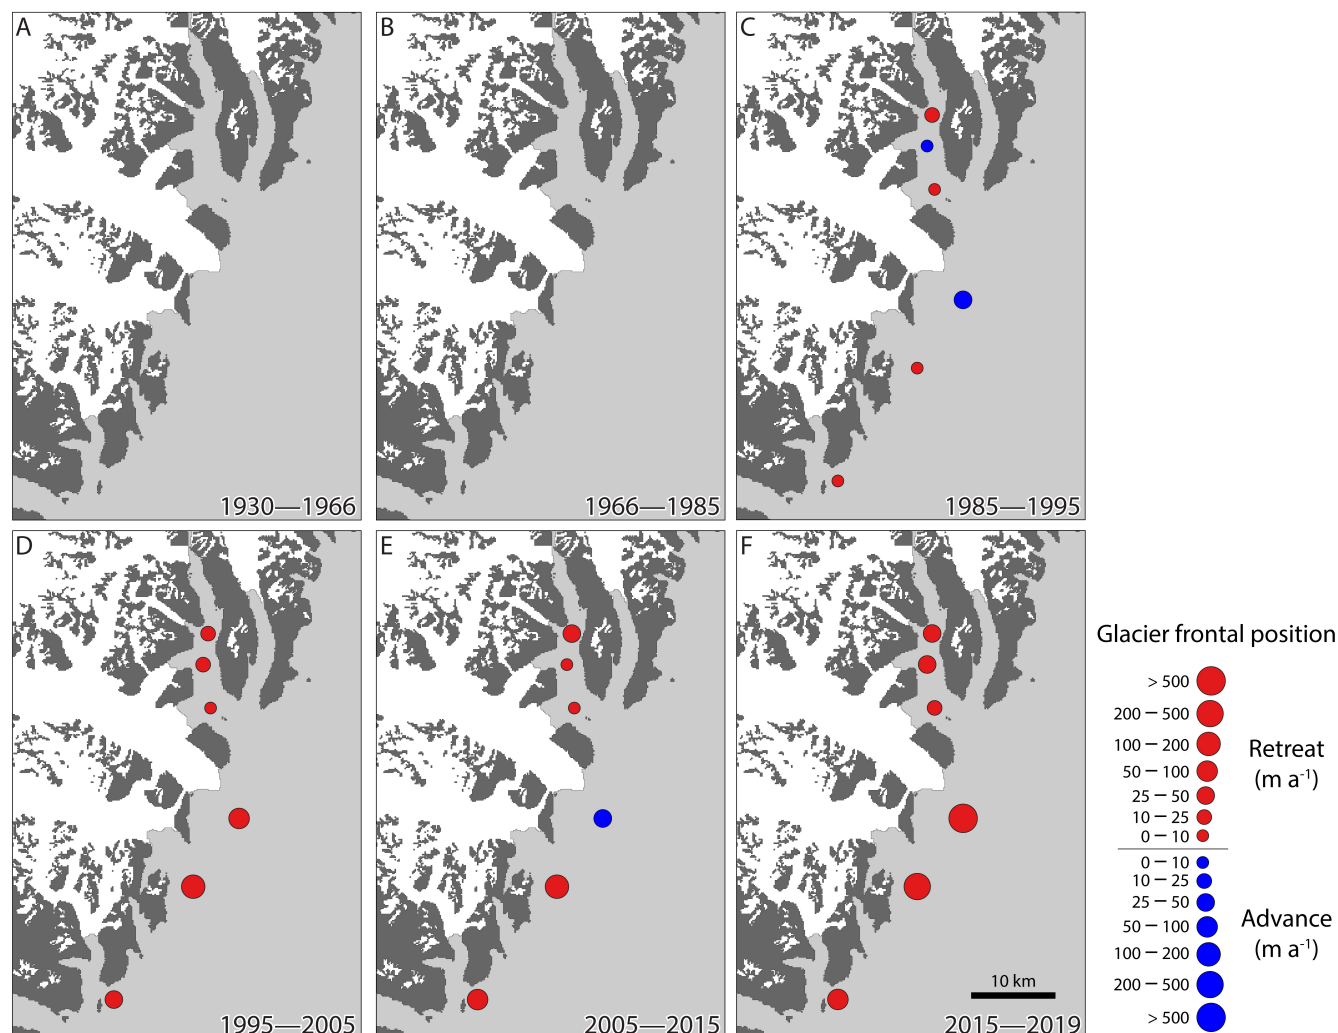 A
B
C
1930—1966
1966—1985
1985—1995
D
E
F
10 km
1995—2005
2005—2015
2015—2019
Glacier frontal position
> 500
200 – 500
100 – 200
50 – 100
25 – 50
10 – 25
0 – 10
Retreat
(m a⁻¹)
0 – 10
10 – 25
25 – 50
50 – 100
100 – 200
200 – 500
> 500
Advance
(m a⁻¹)